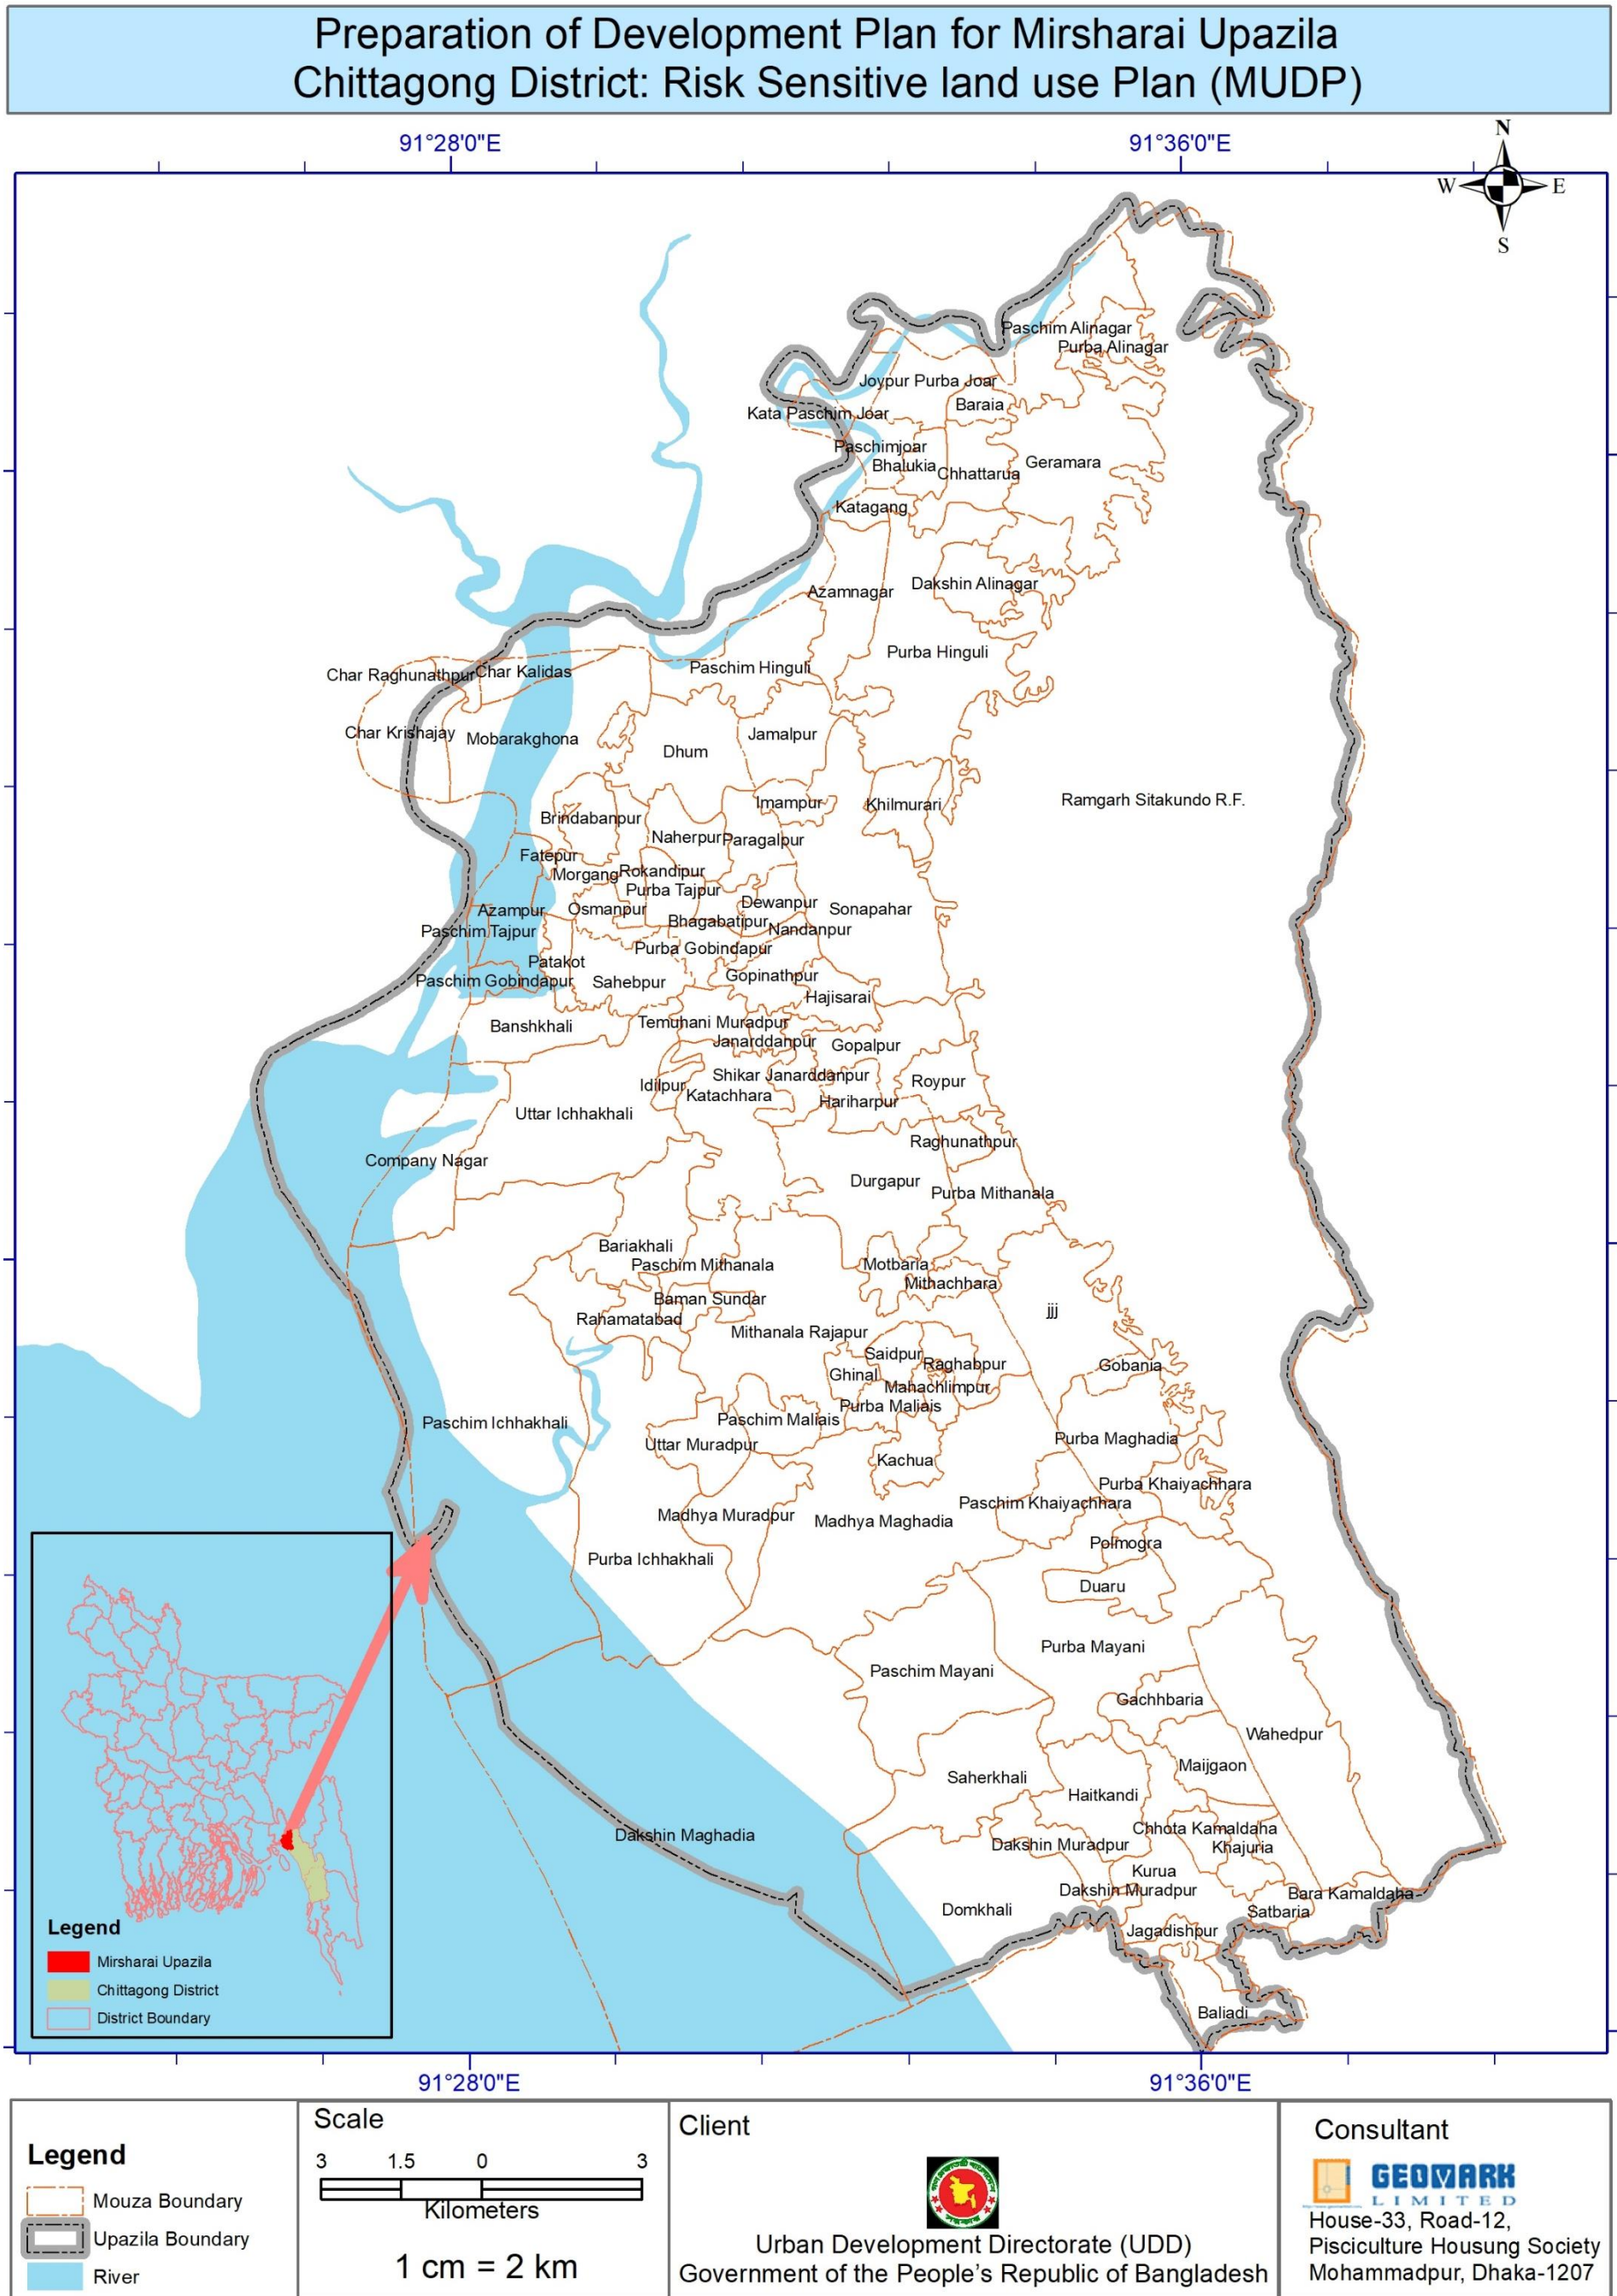 Preparation of Development Plan for Mirsharai Upazila
Chittagong District: Risk Sensitive land use Plan (MUDP)
91°28'0"E
91°36'0"E
N
W
E
S
Paschim Alinagar
Purba Alinagar
Joypur Purba Joar
Baraia
Kata Paschim Joar
Paschimjoar
Bhalukia
Chhattarua
Geramara
Katagang
Azamnagar
Dakshin Alinagar
Purba Hinguli
Paschim Hinguli
Char Raghunathpur
Char Kalidas
Char Krishajay
Mobarakghona
Dhum
Jamalpur
Imampur
Khilmurari
Ramgarh Sitakundo R.F.
Brindabanpur
Naherpur
Paragalpur
Fatepur
Morgang
Rokandipur
Purba Tajpur
Dewanpur
Azampur
Osmanpur
Sonapahar
Bhagabatipur
Nandanpur
Paschim Tajpur
Purba Gobindapur
Patakot
Paschim Gobindapur
Sahebpur
Gopinathpur
Hajisarai
Banshkhali
Temuhani Muradpur
Janarddanpur
Gopalpur
Idilpur
Shikar Janarddanpur
Roypur
Katachhara
Hariharpur
Uttar Ichhakhali
Raghunathpur
Company Nagar
Durgapur
Purba Mithanala
Bariakhali
Paschim Mithanala
Motbaria
Mithachhara
Baman Sundar
Rahamatabad
jjj
Mithanala Rajapur
Saidpur
Raghabpur
Gobania
Ghinal
Mahachlimpur
Purba Maliais
Paschim Ichhakhali
Paschim Maliais
Uttar Muradpur
Purba Maghadia
Kachua
Purba Khaiyachhara
Paschim Khaiyachhara
Madhya Muradpur
Madhya Maghadia
Polmogra
Purba Ichhakhali
Duaru
Purba Mayani
Paschim Mayani
Gachhbaria
Wahedpur
Maijgaon
Saherkhali
Haitkandi
Chhota Kamaldaha
Dakshin Maghadia
Dakshin Muradpur
Khajuria
Kurua
Dakshin Muradpur
Bara Kamaldaha
Domkhali
Satbaria
Jagadishpur
Baliadi
Legend
Mirsharai Upazila
Chittagong District
District Boundary
91°28'0"E
91°36'0"E
Legend
Mouza Boundary
Upazila Boundary
River
Scale
3 1.5 0 3
Kilometers
1 cm = 2 km
Client
Urban Development Directorate (UDD)
Government of the People's Republic of Bangladesh
Consultant
GEOMARK
LIMITED
House-33, Road-12,
Pisciculture Housung Society
Mohammadpur, Dhaka-1207